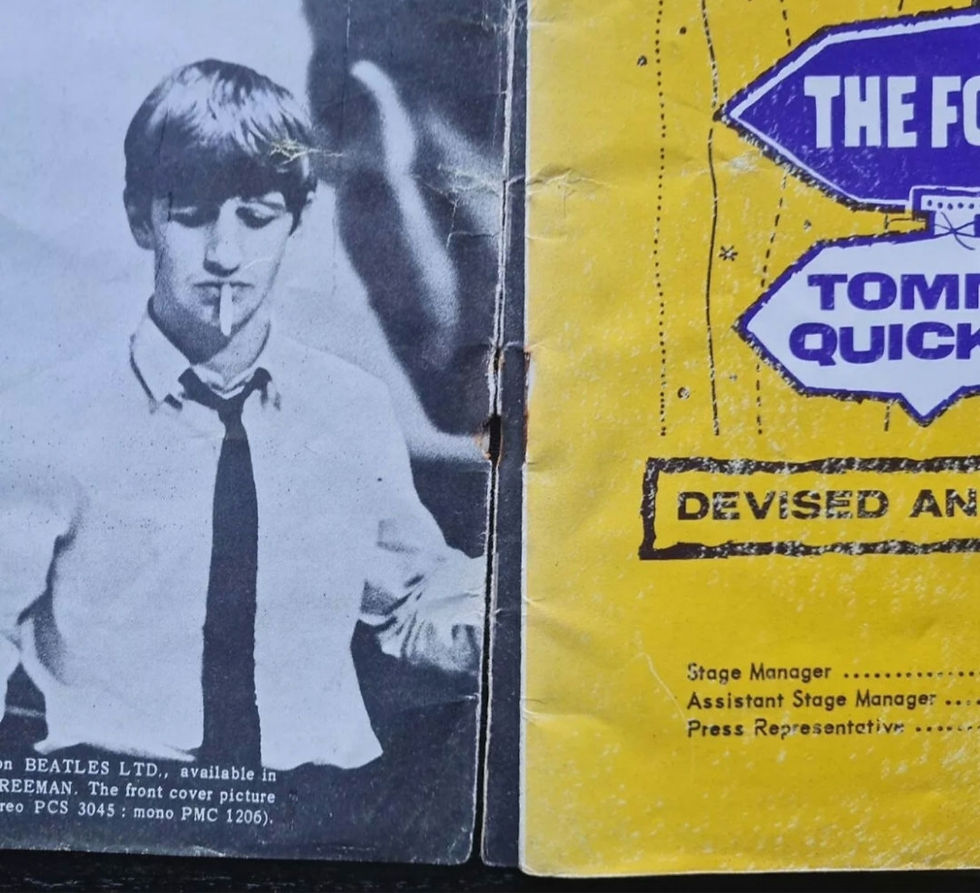 on BEATLES LTD., available in
REEMAN. The front cover picture
reo PCS 3045 : mono PMC 1206).
THE FO
TOMM
QUICK
DEVISED AN
Stage Manager ...............
Assistant Stage Manager ....
Press Representative ........